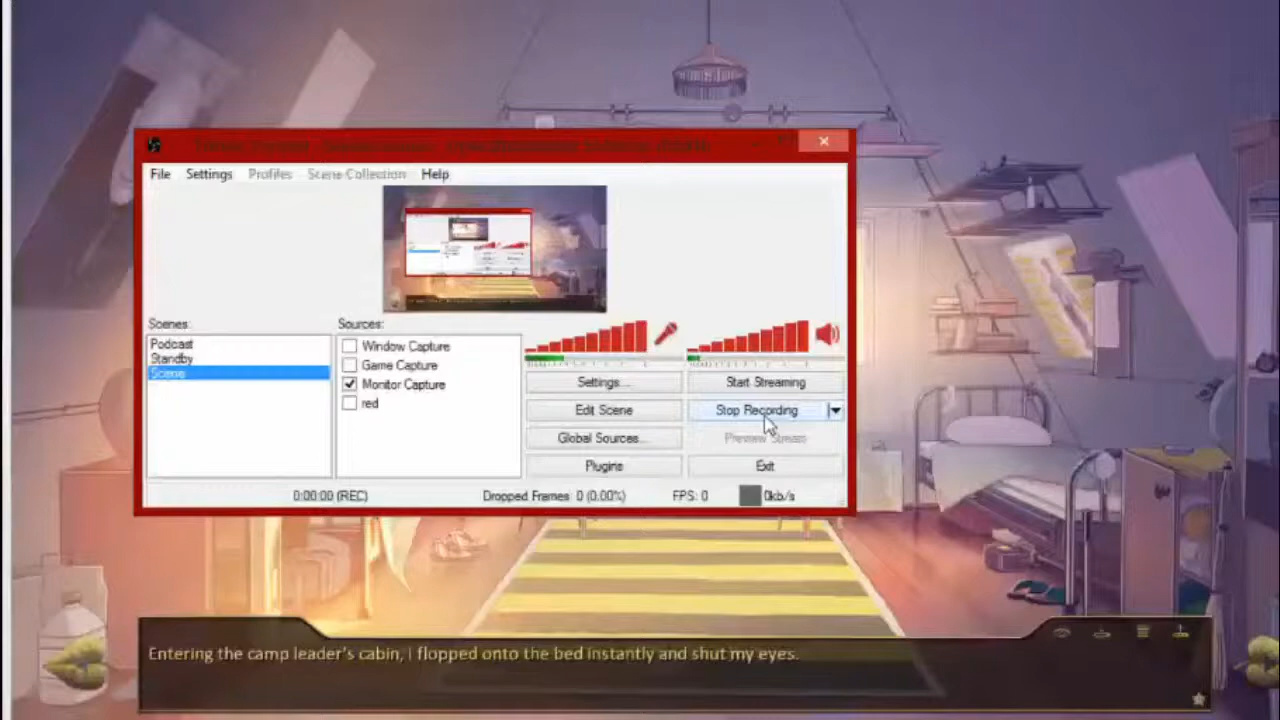 File Settings Profiles Scene Collection Help
Scenes: Sources:
Podcast
Standby
Scene
Window Capture
Game Capture
Monitor Capture
red
Settings... Start Streaming
Edit Scene Stop Recording
Global Sources... Preview Stream
Plugins Exit
0:00:00 (REC) Dropped Frames 0 (0.00%) FPS: 0 0kb/s
Entering the camp leader's cabin, I flopped onto the bed instantly and shut my eyes.